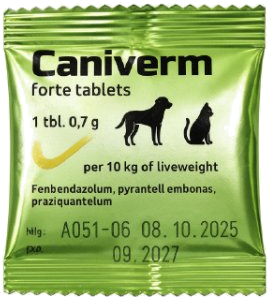 Caniverm
forte tablets
1 tbl. 0,7 g
per 10 kg of liveweight
Fenbendazolum, pyrantell embonas,
praziquantelum
A051-06 08.10.2025
09.2027